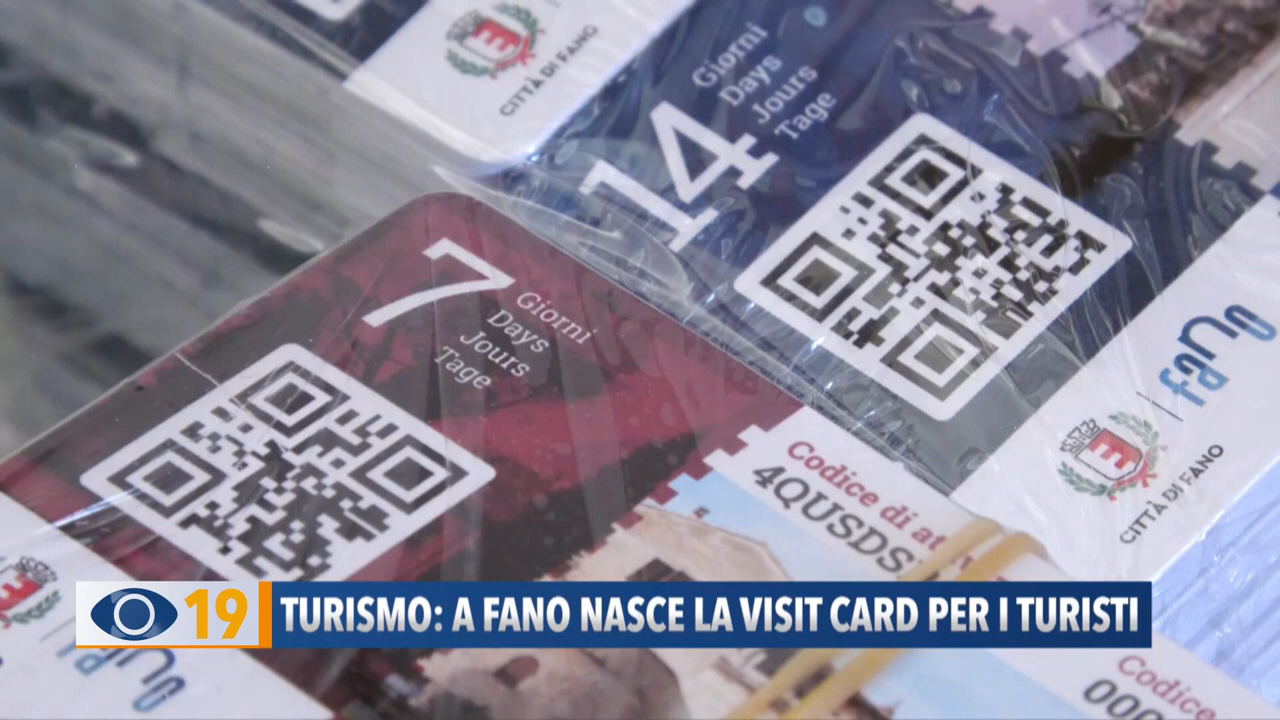 CITTÀ DI FANO
14
Giorni
Days
Jours
Tage
7
Giorni
Days
Jours
Tage
fano
CITTÀ DI FANO
Codice di
4QUSDS
19
TURISMO: A FANO NASCE LA VISIT CARD PER I TURISTI
Codice
000